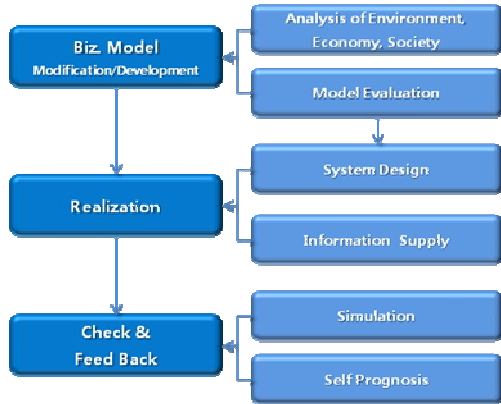 Biz. Model
Modification/Development
Analysis of Environment,
Economy, Society
Model Evaluation
Realization
System Design
Information Supply
Check &
Feed Back
Simulation
Self Prognosis